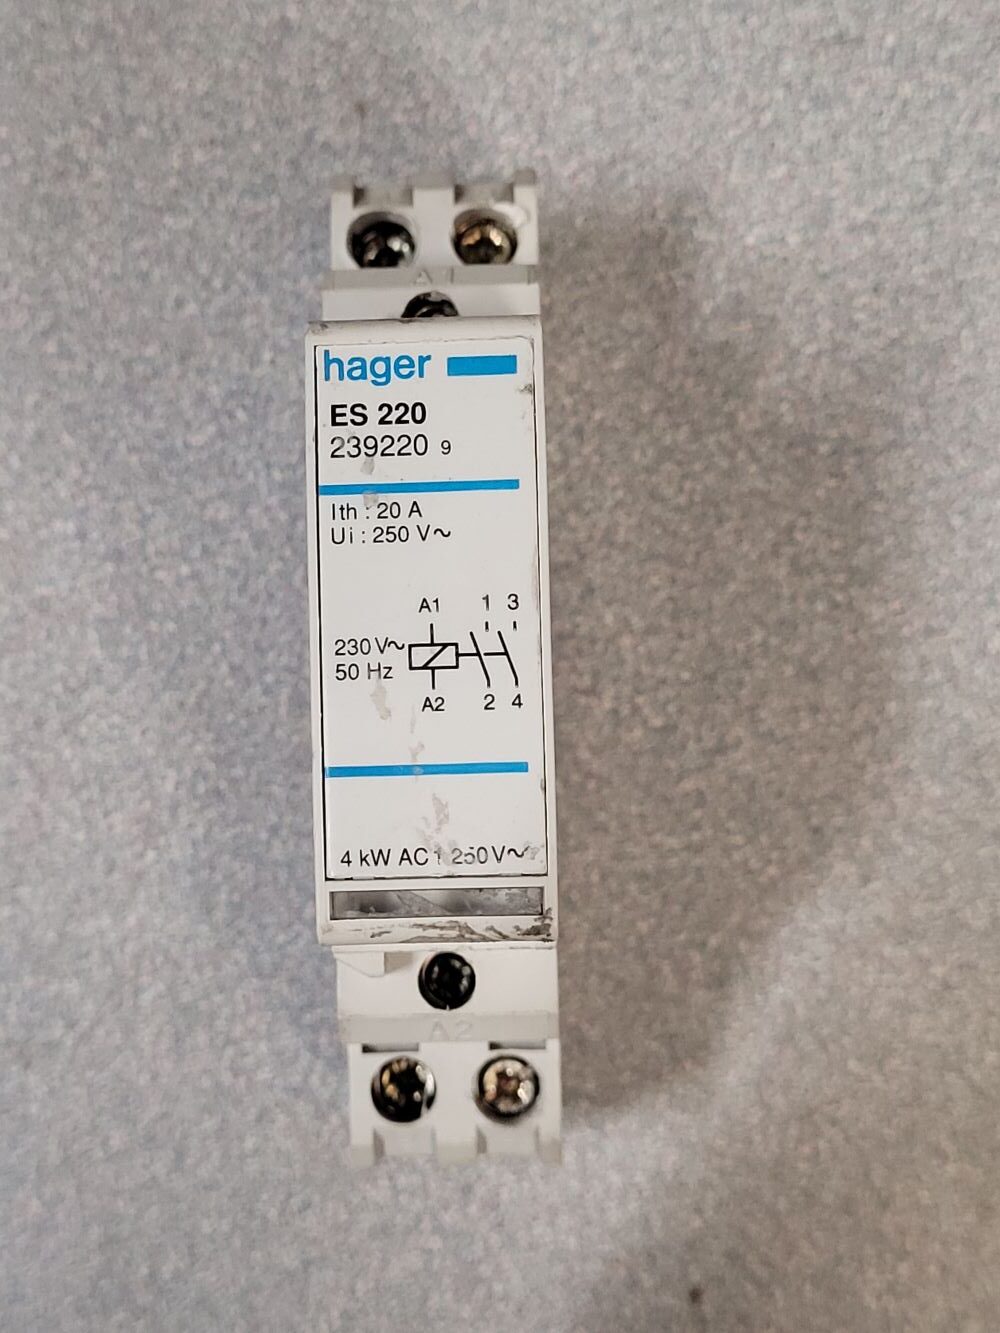 A1
hager
ES 220
239220 9
Ith : 20 A
Ui : 250 V~
A1 1 3
230 V~
50 Hz
A2 2 4
4 kW AC1 250V~
A2